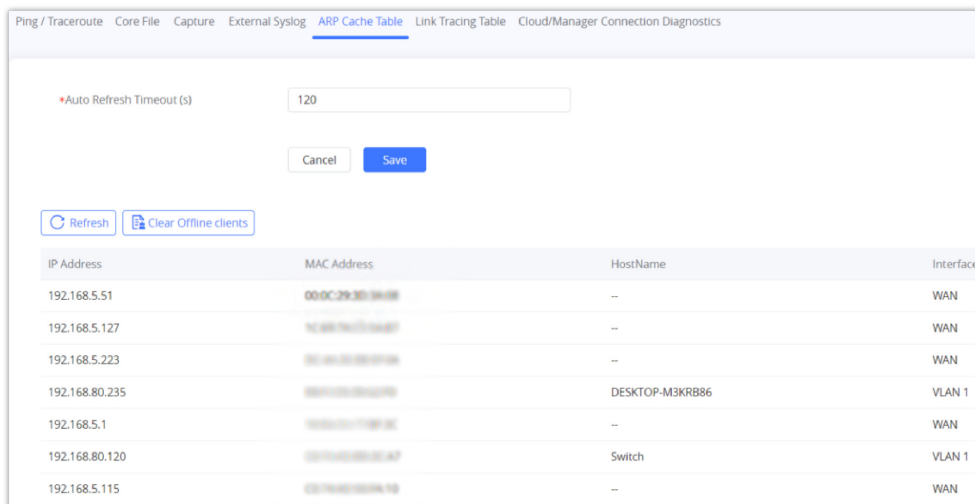 Ping / Traceroute Core File Capture External Syslog ARP Cache Table Link Tracing Table Cloud/Manager Connection Diagnostics
*Auto Refresh Timeout (s) 120
Cancel Save
Refresh Clear Offline clients
IP Address MAC Address HostName Interface
192.168.5.51 -- WAN
192.168.5.127 -- WAN
192.168.5.223 -- WAN
192.168.80.235 DESKTOP-M3KRB86 VLAN 1
192.168.5.1 -- WAN
192.168.80.120 Switch VLAN 1
192.168.5.115 -- WAN